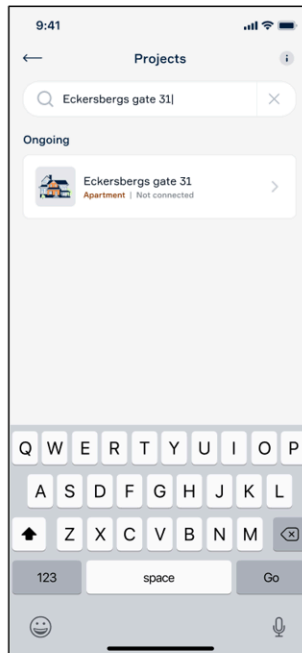 9:41
Projects
i
Eckersbergs gate 31
Ongoing
Eckersbergs gate 31
Apartment | Not connected
Q W E R T Y U I O P
A S D F G H J K L
Z X C V B N M
123 space Go